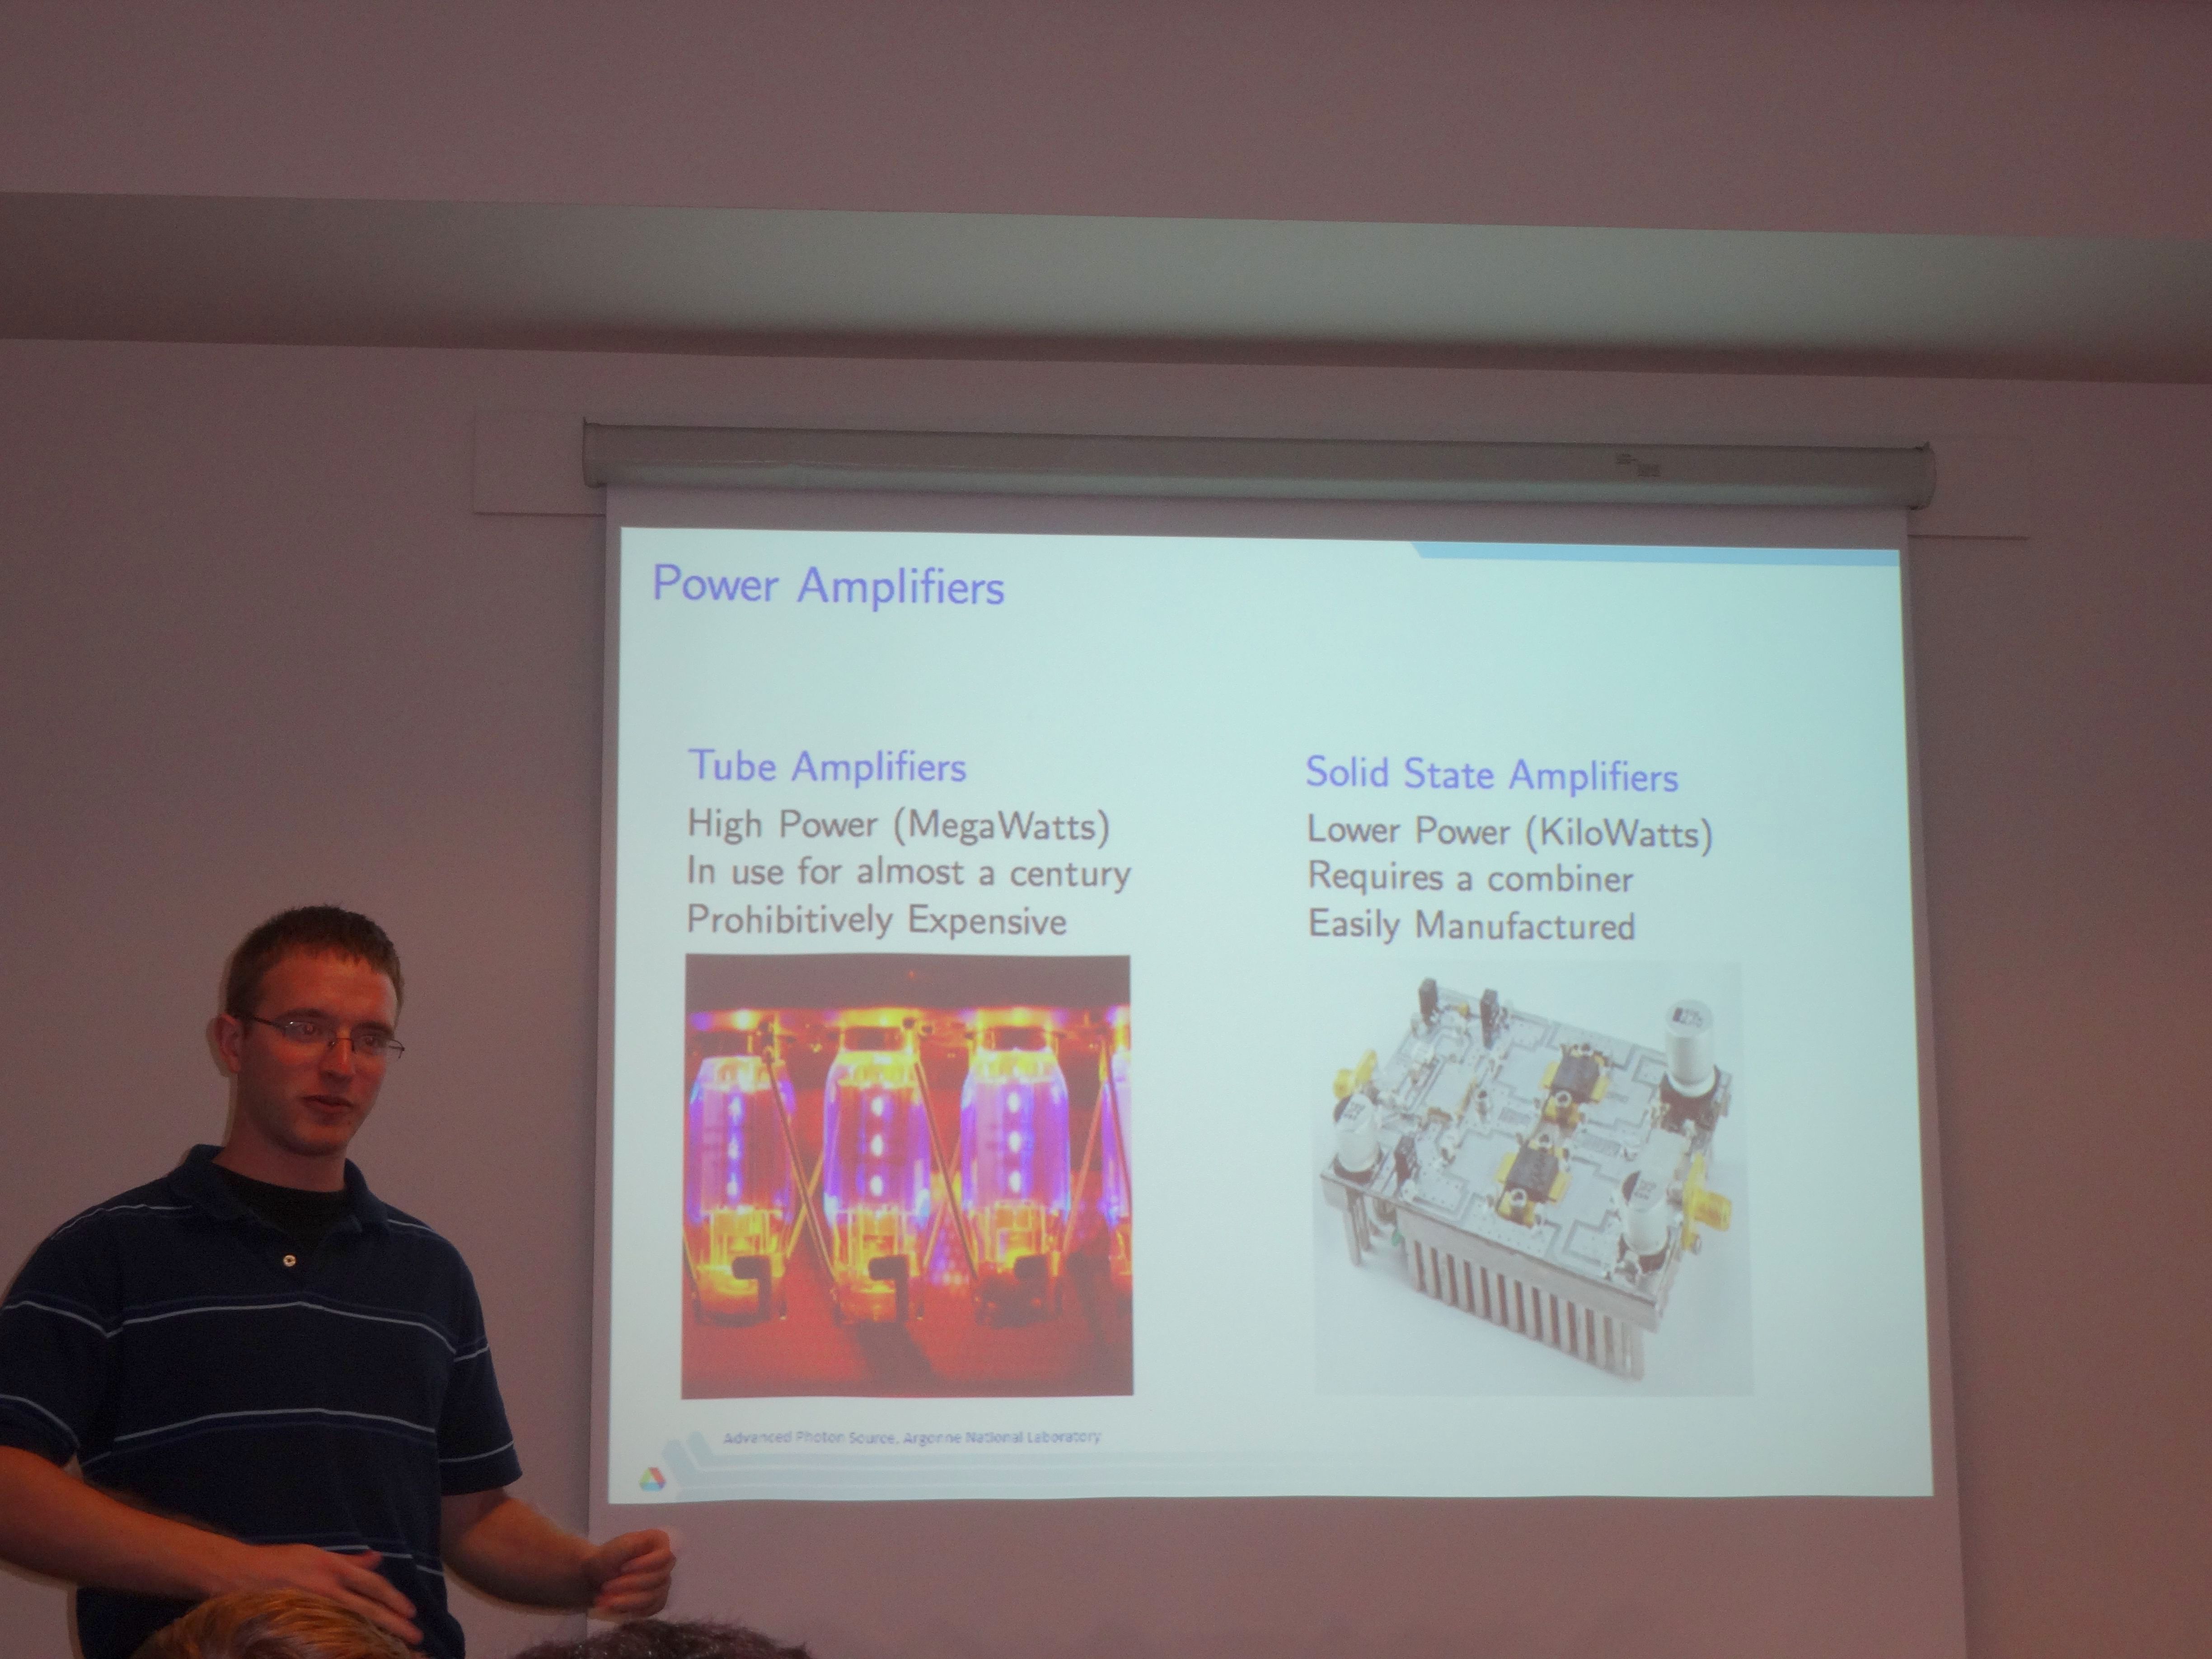 Power Amplifiers
Tube Amplifiers
High Power (MegaWatts)
In use for almost a century
Prohibitively Expensive
Solid State Amplifiers
Lower Power (KiloWatts)
Requires a combiner
Easily Manufactured
Advanced Photon Source, Argonne National Laboratory